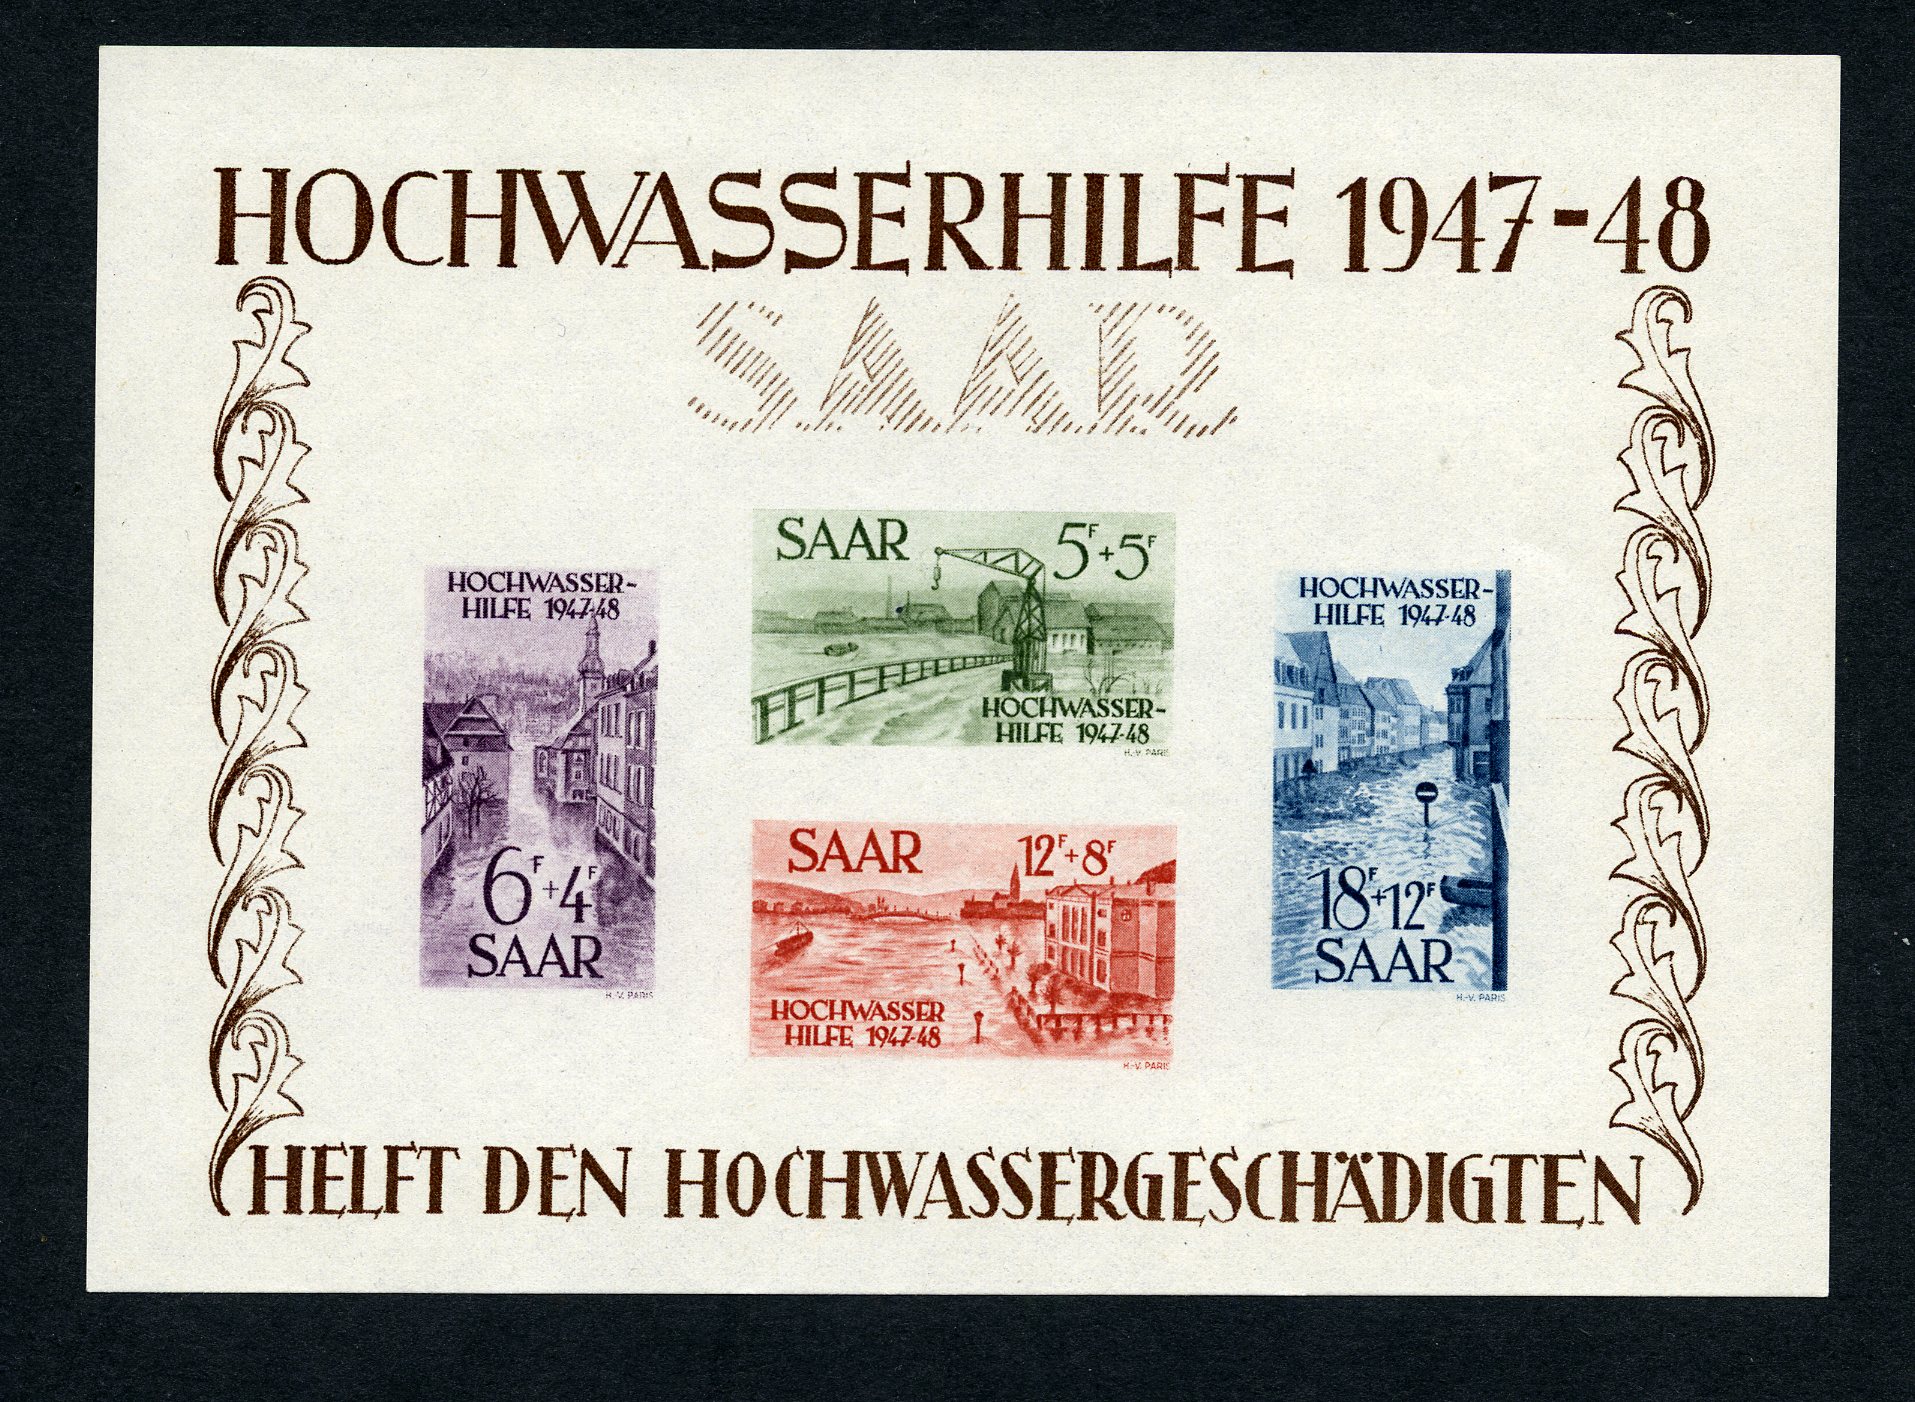 HOCHWASSERHILFE 1947-48
SAAR
HOCHWASSER-
HILFE 1947-48
6F+4F
SAAR
H.-V. PARIS
SAAR 5F+5F
HOCHWASSER-
HILFE 1947-48
H.-V. PARIS
SAAR 12F+8F
HOCHWASSER
HILFE 1947-48
H.-V. PARIS
HOCHWASSER-
HILFE 1947-48
18F+12F
SAAR
H.-V. PARIS
HELFT DEN HOCHWASSERGESCHÄDIGTEN